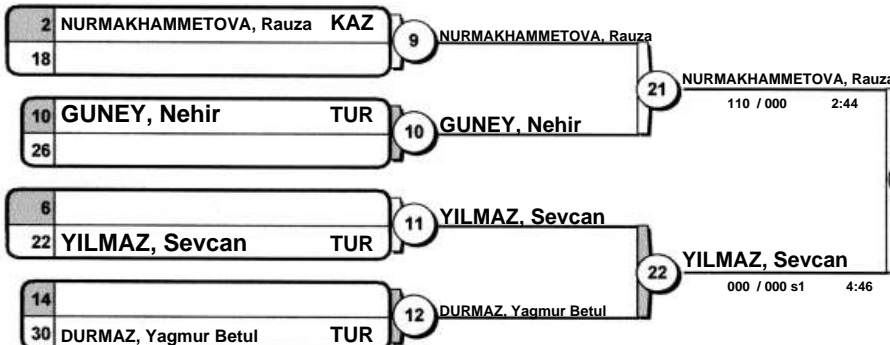 2 NURMAKHAMMETOVA, Rauza KAZ
18
9 NURMAKHAMMETOVA, Rauza
10 GUNEY, Nehir TUR
26
10 GUNEY, Nehir
21 NURMAKHAMMETOVA, Rauza
110 / 000 2:44
6
22 YILMAZ, Sevcan TUR
11 YILMAZ, Sevcan
14
30 DURMAZ, Yagmur Betul TUR
12 DURMAZ, Yagmur Betul
22 YILMAZ, Sevcan
000 / 000 s1 4:46